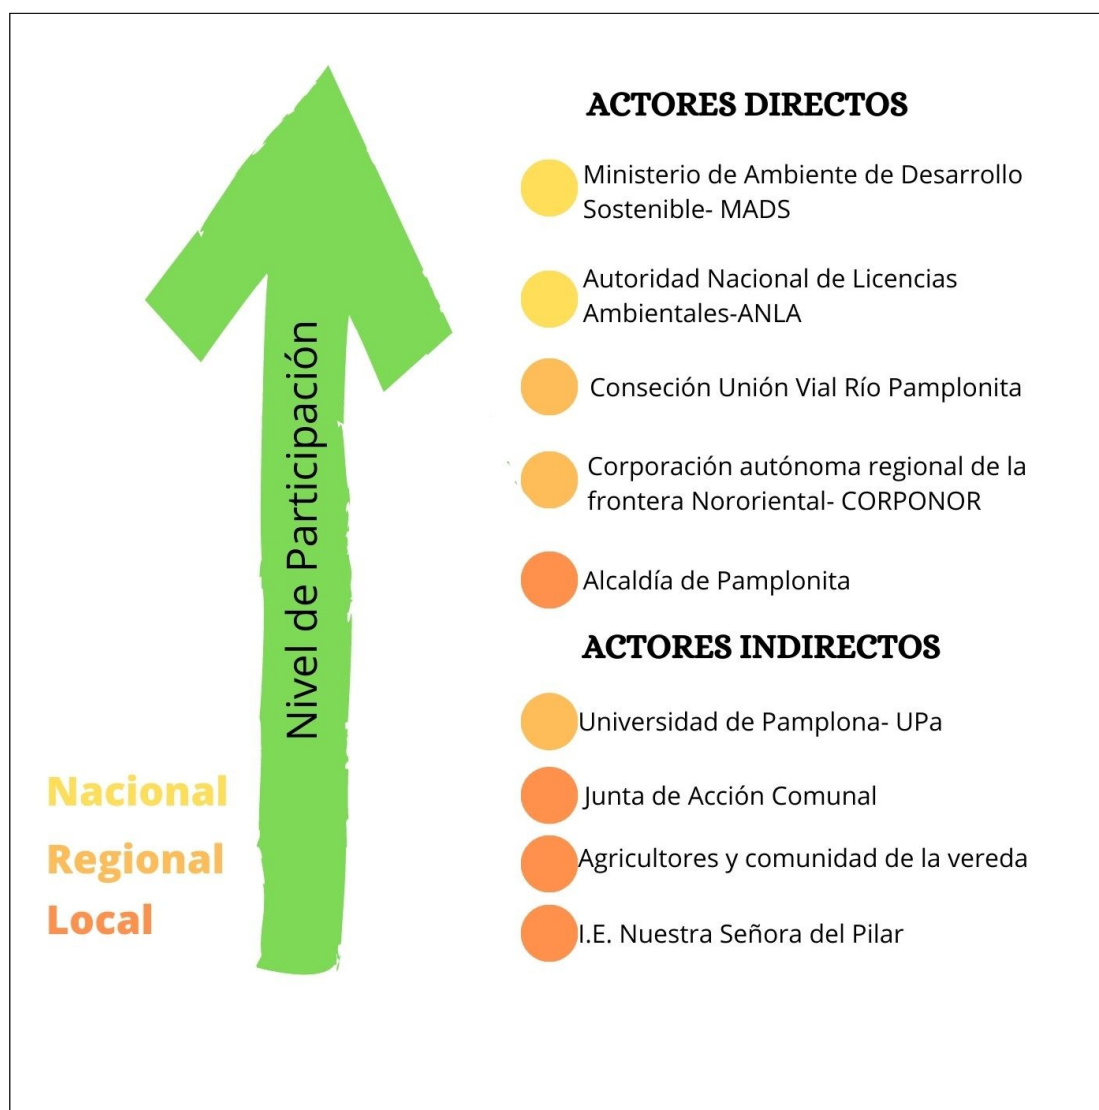 ACTORES DIRECTOS
Ministerio de Ambiente de Desarrollo
Sostenible- MADS
Autoridad Nacional de Licencias
Ambientales-ANLA
Conseción Unión Vial Río Pamplonita
Corporación autónoma regional de la
frontera Nororiental- CORPONOR
Alcaldía de Pamplonita
ACTORES INDIRECTOS
Universidad de Pamplona- UPa
Junta de Acción Comunal
Agricultores y comunidad de la vereda
I.E. Nuestra Señora del Pilar
Nivel de Participación
Nacional
Regional
Local